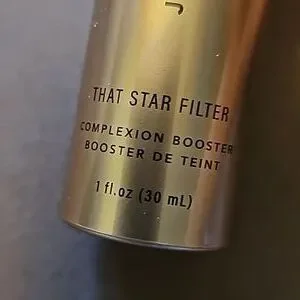 THAT STAR FILTER
COMPLEXION BOOSTER
BOOSTER DE TEINT
1 fl.oz (30 mL)